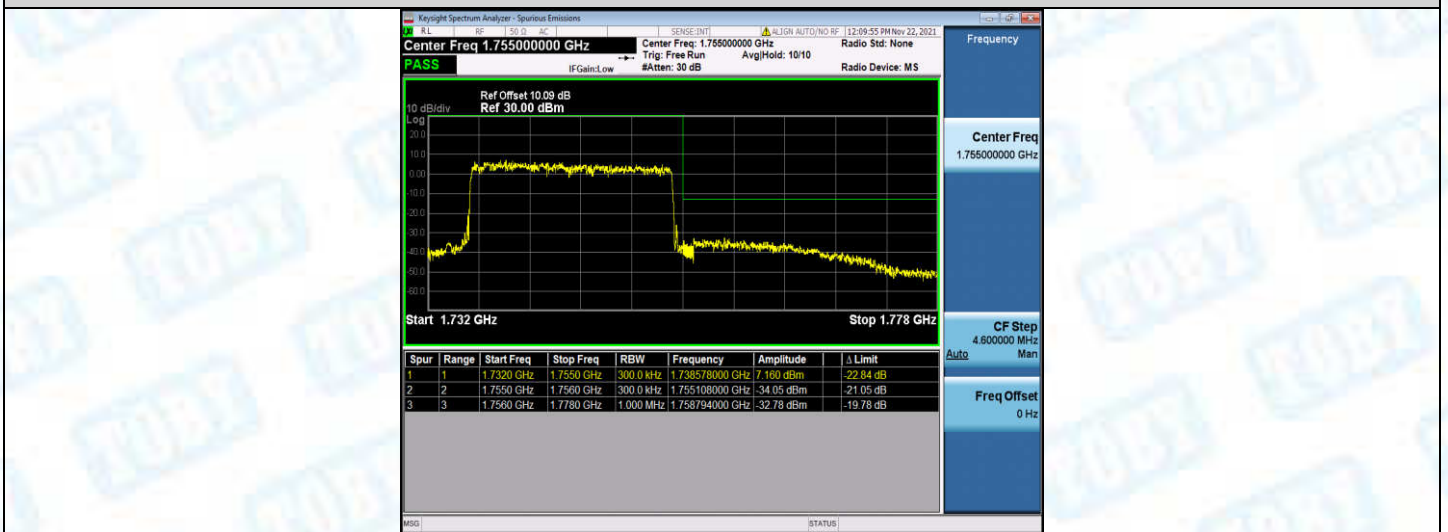 Keysight Spectrum Analyzer - Spurious Emissions
RL RF 50 Ω AC SENSE:INT ALIGN AUTO/NO RF 12:09:55 PM Nov 22, 2021
Center Freq 1.755000000 GHz
PASS
IFGain:Low
Center Freq: 1.755000000 GHz
Trig: Free Run Avg|Hold: 10/10
#Atten: 30 dB
Radio Std: None
Radio Device: MS
Frequency
Ref Offset 10.09 dB
10 dB/div Ref 30.00 dBm
Log
20.0
10.0
0.00
-10.0
-20.0
-30.0
-40.0
-50.0
-60.0
Start 1.732 GHz Stop 1.778 GHz
Center Freq
1.755000000 GHz
CF Step
4.600000 MHz
Auto Man
Freq Offset
0 Hz
Spur Range Start Freq Stop Freq RBW Frequency Amplitude Δ Limit
1 1 1.7320 GHz 1.7550 GHz 300.0 kHz 1.738578000 GHz 7.160 dBm -22.84 dB
2 2 1.7550 GHz 1.7560 GHz 300.0 kHz 1.755108000 GHz -34.05 dBm -21.05 dB
3 3 1.7560 GHz 1.7780 GHz 1.000 MHz 1.758794000 GHz -32.78 dBm -19.78 dB
MSG STATUS